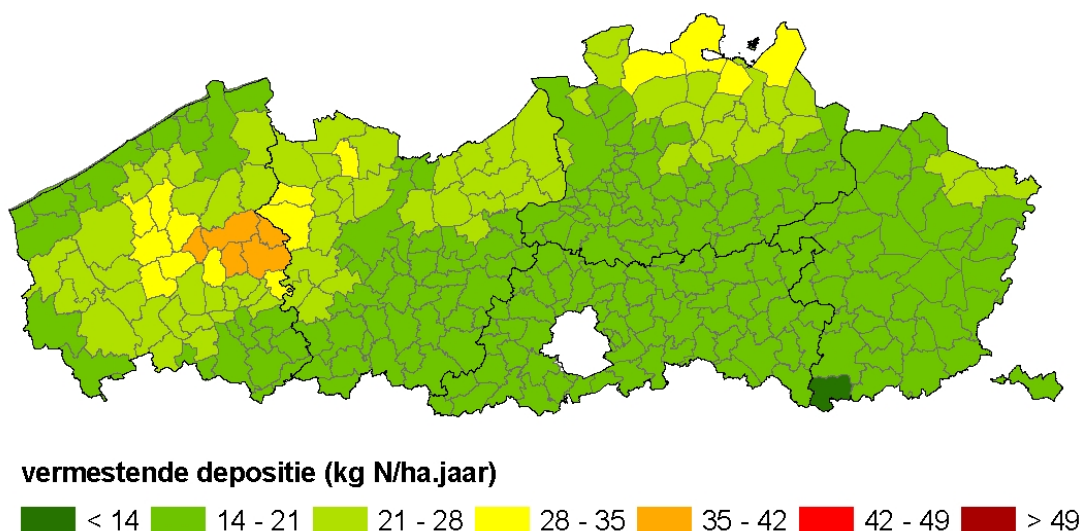 vermestende depositie (kg N/ha.jaar)
< 14 14 - 21 21 - 28 28 - 35 35 - 42 42 - 49 > 49